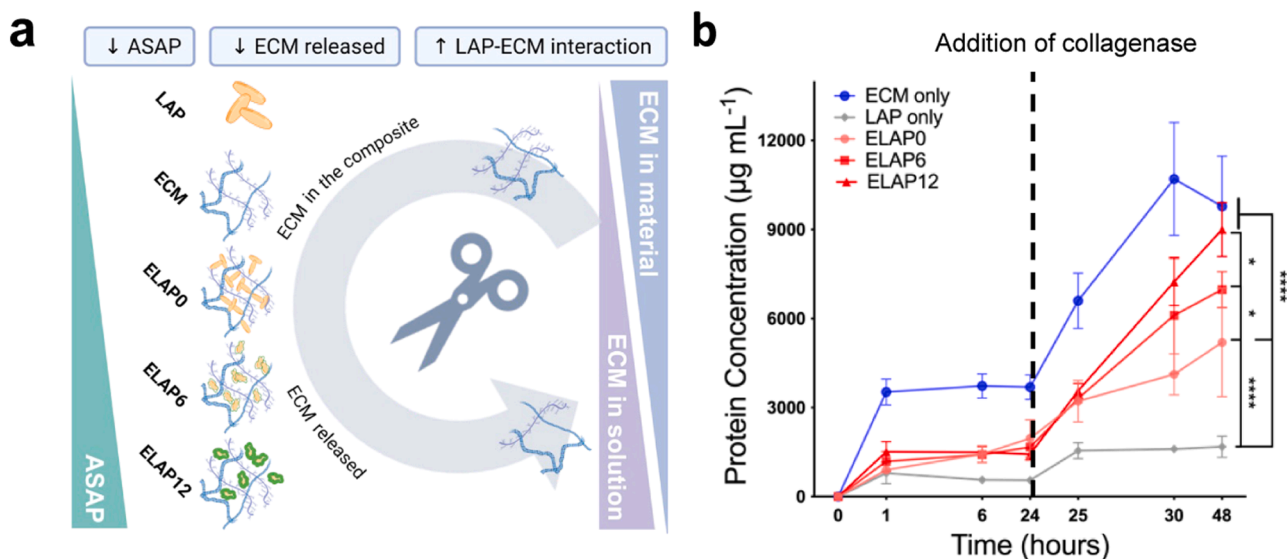 a
↓ ASAP
↓ ECM released
↑ LAP-ECM interaction
LAP
ECM
ELAP0
ELAP6
ELAP12
ASAP
ECM in the composite
ECM released
ECM in solution
ECM in material
b
Addition of collagenase
Protein Concentration (µg mL⁻¹)
12000
9000
6000
3000
0
ECM only
LAP only
ELAP0
ELAP6
ELAP12
*
*
****
****
0 1 6 24 25 30 48
Time (hours)